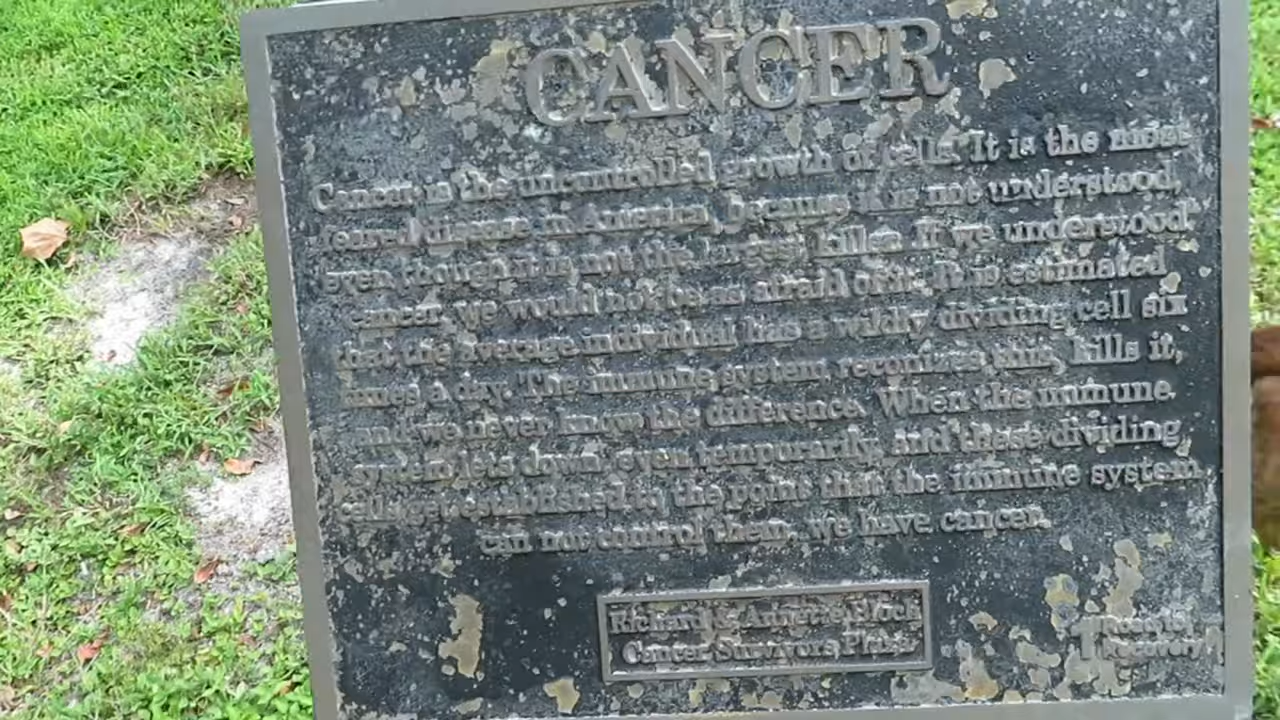 CANCER
Cancer is the uncontrolled growth of cells. It is the most
feared disease in America, because it is not understood,
even though it is not the largest killer. If we understood
cancer, we would not be as afraid of it. It is estimated
that the average individual has a wildly dividing cell six
times a day. The immune system recognizes this, kills it,
and we never know the difference. When the immune
system lets down, even temporarily, and these dividing
cells get established to the point that the immune system
can not control them, we have cancer.
Richard & Annette Bloch
Cancer Survivors
Recovery